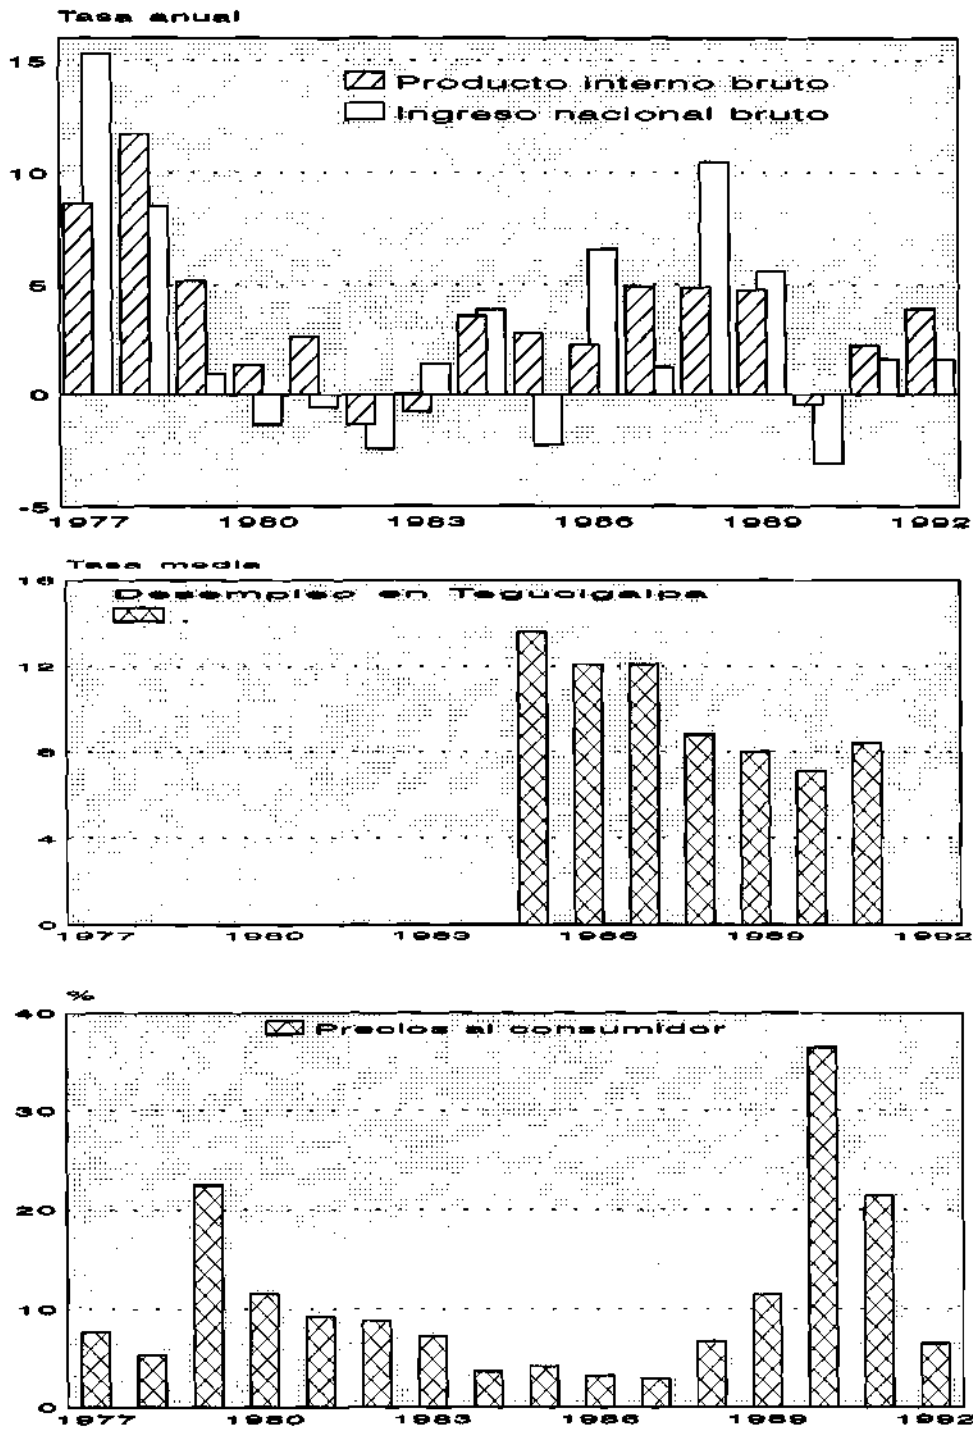 Tasa anual
15
Producto interno bruto
Ingreso nacional bruto
10
5
0
-5
1977 1980 1983 1986 1989 1992
Tasa media
16
Desempleo en Tegucigalpa
12
8
4
0
1977 1980 1983 1986 1989 1992
%
40
Precios al consumidor
30
20
10
0
1977 1980 1983 1986 1989 1992